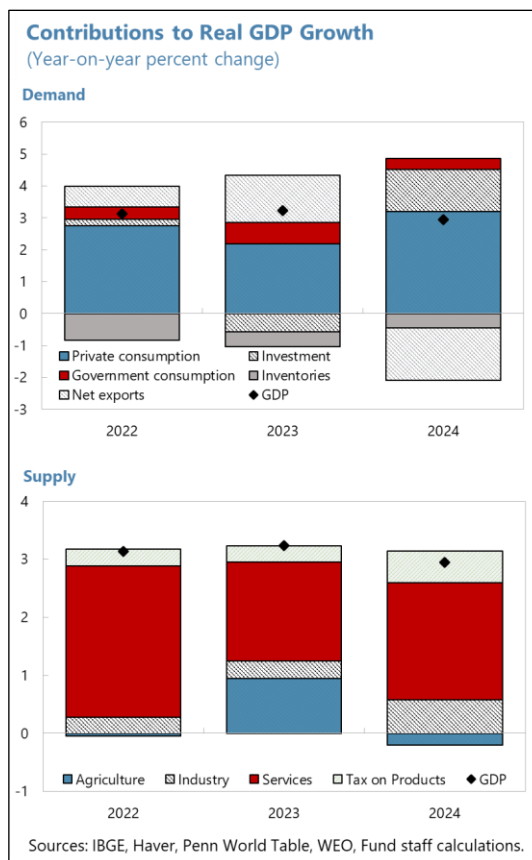 Contributions to Real GDP Growth
(Year-on-year percent change)
Demand
6
5
4
3
2
1
0
-1
-2
-3
Private consumption
Investment
Government consumption
Inventories
Net exports
GDP
2022
2023
2024
Supply
4
3
2
1
0
-1
Agriculture
Industry
Services
Tax on Products
GDP
2022
2023
2024
Sources: IBGE, Haver, Penn World Table, WEO, Fund staff calculations.